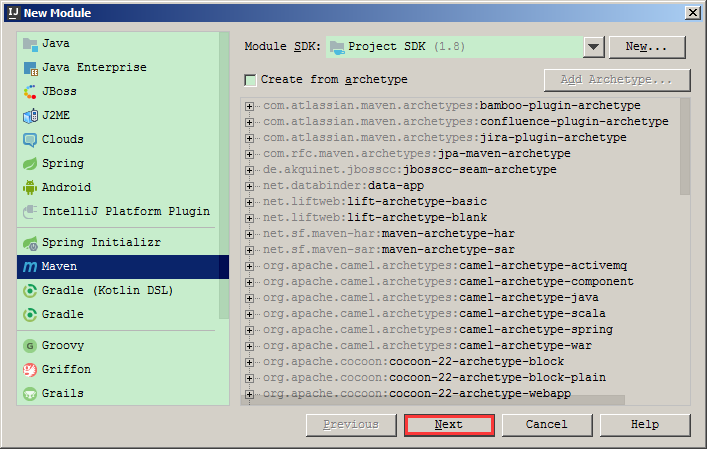 New Module
Java
Java Enterprise
JBoss
J2ME
Clouds
Spring
Android
IntelliJ Platform Plugin
Spring Initializr
Maven
Gradle (Kotlin DSL)
Gradle
Groovy
Griffon
Grails
Module SDK: Project SDK (1.8) New...
Create from archetype Add Archetype...
com.atlassian.maven.archetypes:bamboo-plugin-archetype
com.atlassian.maven.archetypes:confluence-plugin-archetype
com.atlassian.maven.archetypes:jira-plugin-archetype
com.rfc.maven.archetypes:jpa-maven-archetype
de.akquinet.jbosscc:jbosscc-seam-archetype
net.databinder:data-app
net.liftweb:lift-archetype-basic
net.liftweb:lift-archetype-blank
net.sf.maven-har:maven-archetype-har
net.sf.maven-sar:maven-archetype-sar
org.apache.camel.archetypes:camel-archetype-activemq
org.apache.camel.archetypes:camel-archetype-component
org.apache.camel.archetypes:camel-archetype-java
org.apache.camel.archetypes:camel-archetype-scala
org.apache.camel.archetypes:camel-archetype-spring
org.apache.camel.archetypes:camel-archetype-war
org.apache.cocoon:cocoon-22-archetype-block
org.apache.cocoon:cocoon-22-archetype-block-plain
org.apache.cocoon:cocoon-22-archetype-webapp
Previous Next Cancel Help